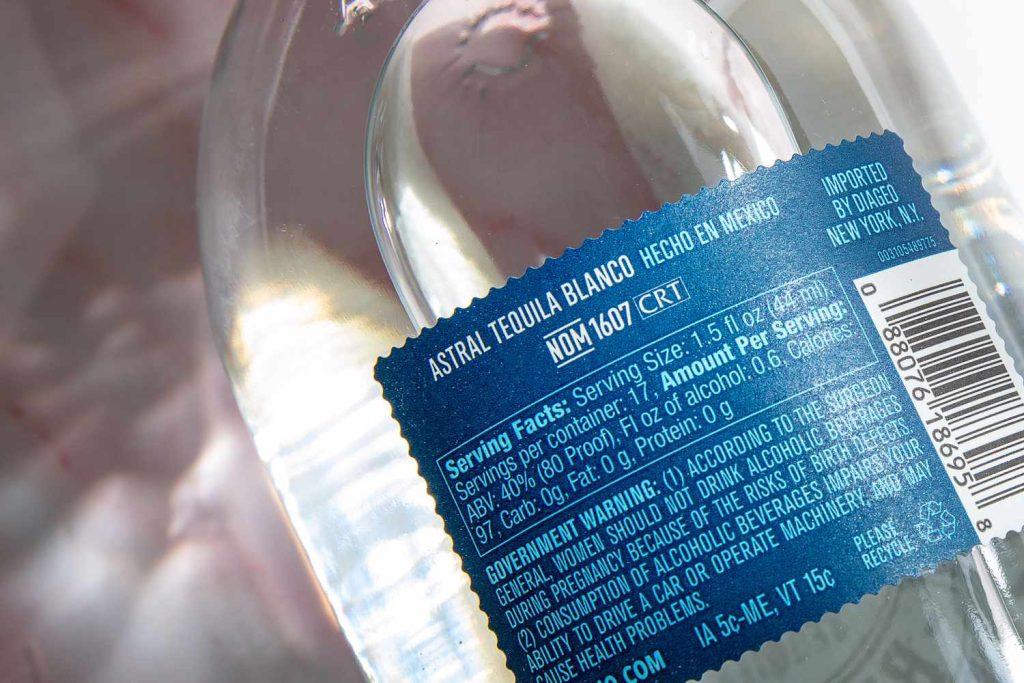 ASTRAL TEQUILA BLANCO HECHO EN MEXICO
NOM 1607 CRT
IMPORTED
BY DIAGEO
NEW YORK, N.Y.
003105489775
Serving Facts: Serving Size: 1.5 fl oz (44 ml),
Servings per container: 17, Amount Per Serving:
ABV: 40% (80 Proof), Fl oz of alcohol: 0.6, Calories:
97, Carb: 0g, Fat: 0 g, Protein: 0 g
GOVERNMENT WARNING: (1) ACCORDING TO THE SURGEON
GENERAL, WOMEN SHOULD NOT DRINK ALCOHOLIC BEVERAGES
DURING PREGNANCY BECAUSE OF THE RISKS OF BIRTH DEFECTS.
(2) CONSUMPTION OF ALCOHOLIC BEVERAGES IMPAIRS YOUR
ABILITY TO DRIVE A CAR OR OPERATE MACHINERY, AND MAY
CAUSE HEALTH PROBLEMS.
.COM
IA 5c-ME, VT 15c
PLEASE
RECYCLE
0 88076 18695 8